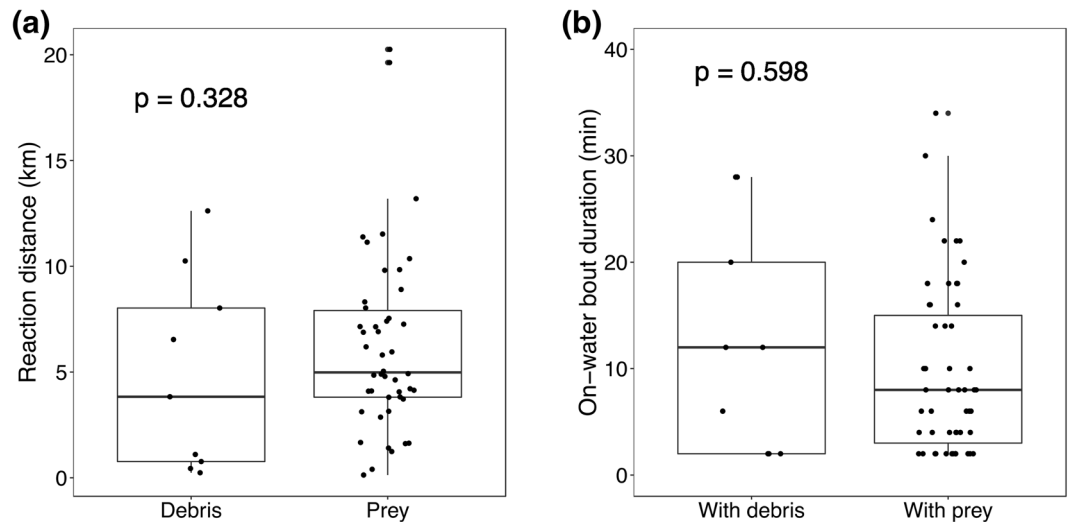 (a)
Reaction distance (km)
20
15
10
5
0
p = 0.328
Debris
Prey
(b)
On−water bout duration (min)
40
30
20
10
0
p = 0.598
With debris
With prey